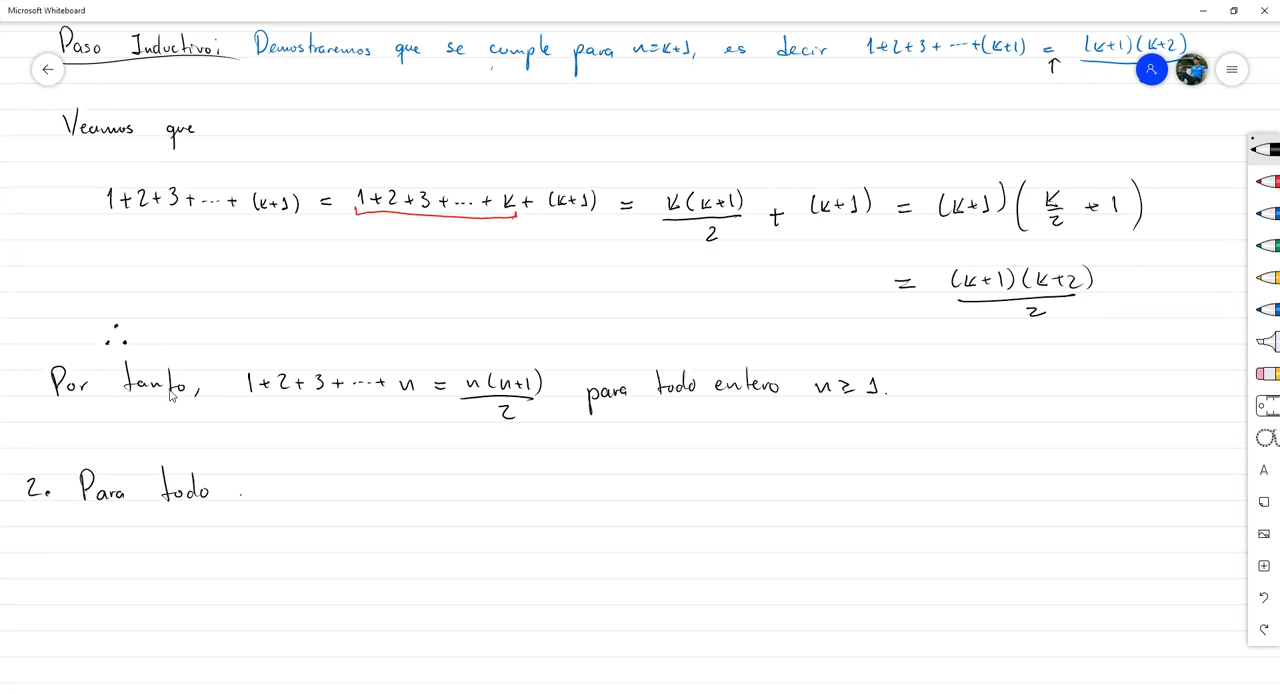 Microsoft Whiteboard
Paso Inductivo: Demostraremos que se cumple para n=k+1, es decir 1+2+3+⋯+(k+1) = (k+1)(k+2)
↑
Veamos que
1+2+3+⋯+(k+1) = 1+2+3+⋯+k+(k+1) = k(k+1)/2 + (k+1) = (k+1)(k/2 + 1)
= (k+1)(k+2)/2
∴
Por tanto, 1+2+3+⋯+n = n(n+1)/2 para todo entero n≥1.
2. Para todo
A